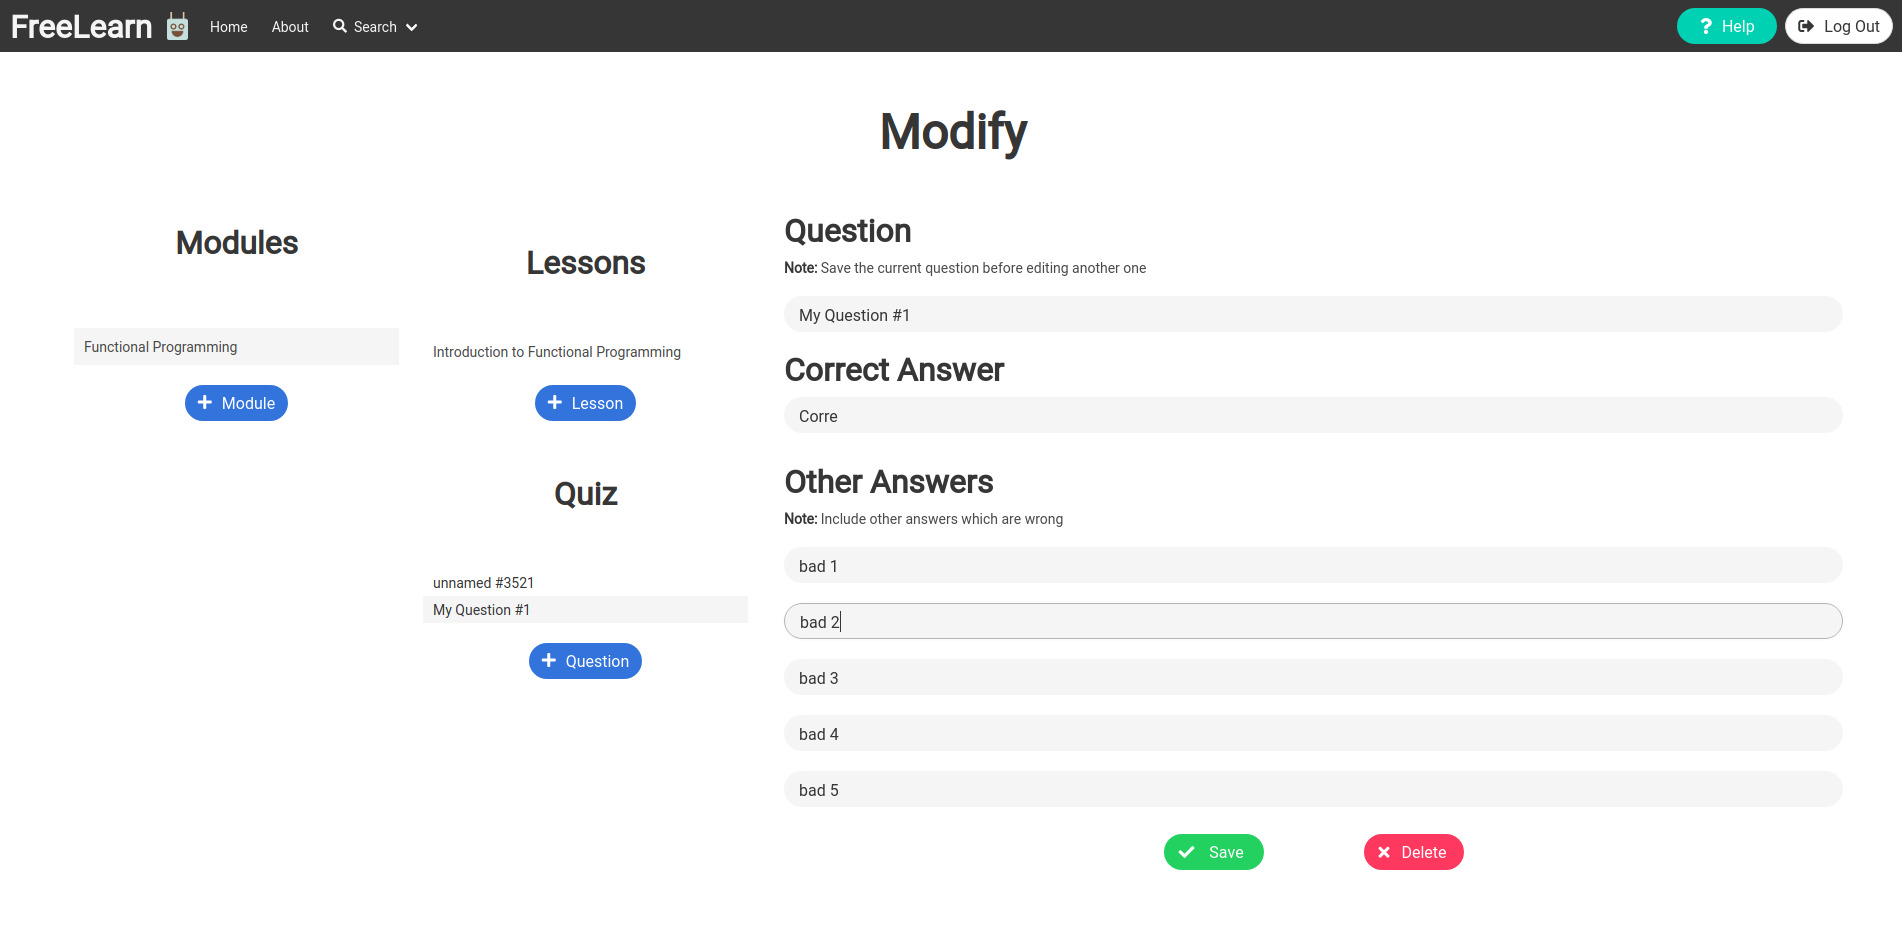 FreeLearn Home About Search Help Log Out
Modify
Modules
Functional Programming
Module
Lessons
Introduction to Functional Programming
Lesson
Quiz
unnamed #3521
My Question #1
Question
Question
Note: Save the current question before editing another one
My Question #1
Correct Answer
Corre
Other Answers
Note: Include other answers which are wrong
bad 1
bad 2
bad 3
bad 4
bad 5
Save Delete